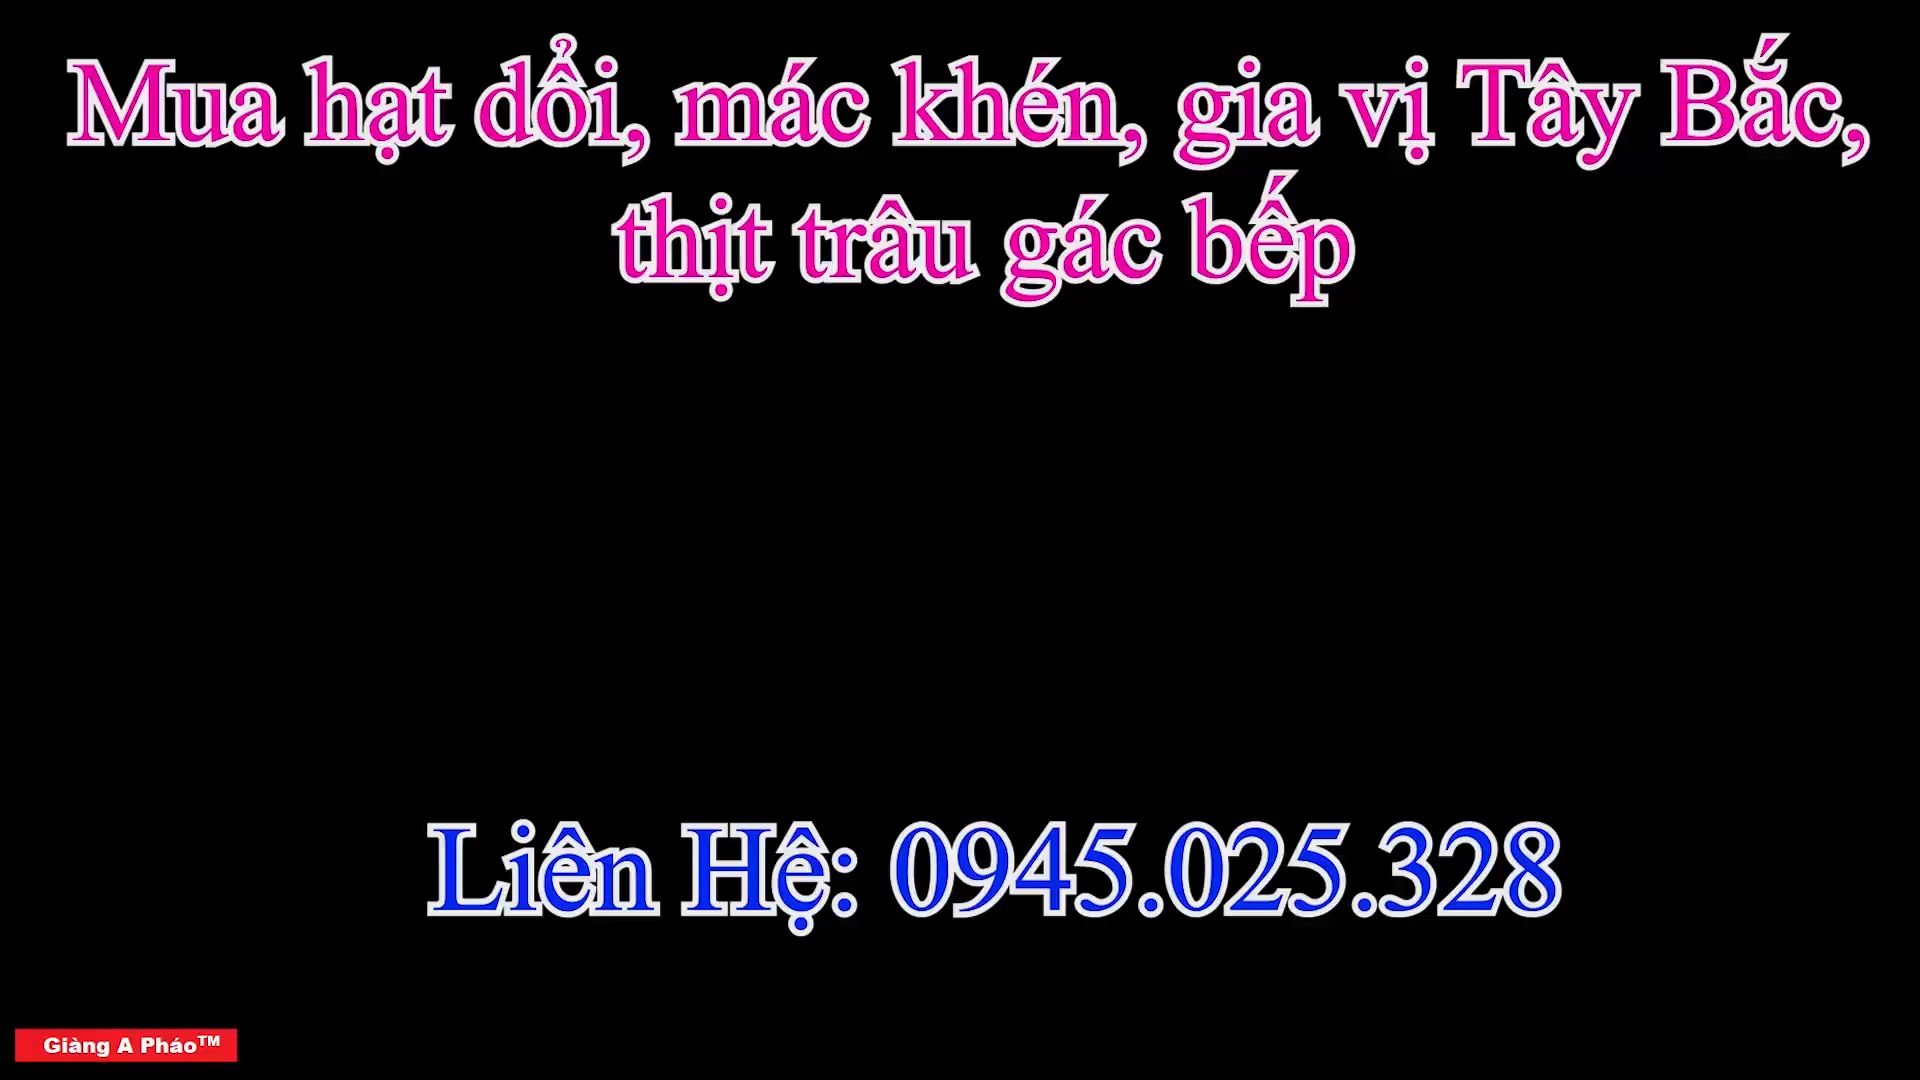 Mua hạt dổi, mác khén, gia vị Tây Bắc,
thịt trâu gác bếp
Liên Hệ: 0945.025.328
Giàng A Pháo™